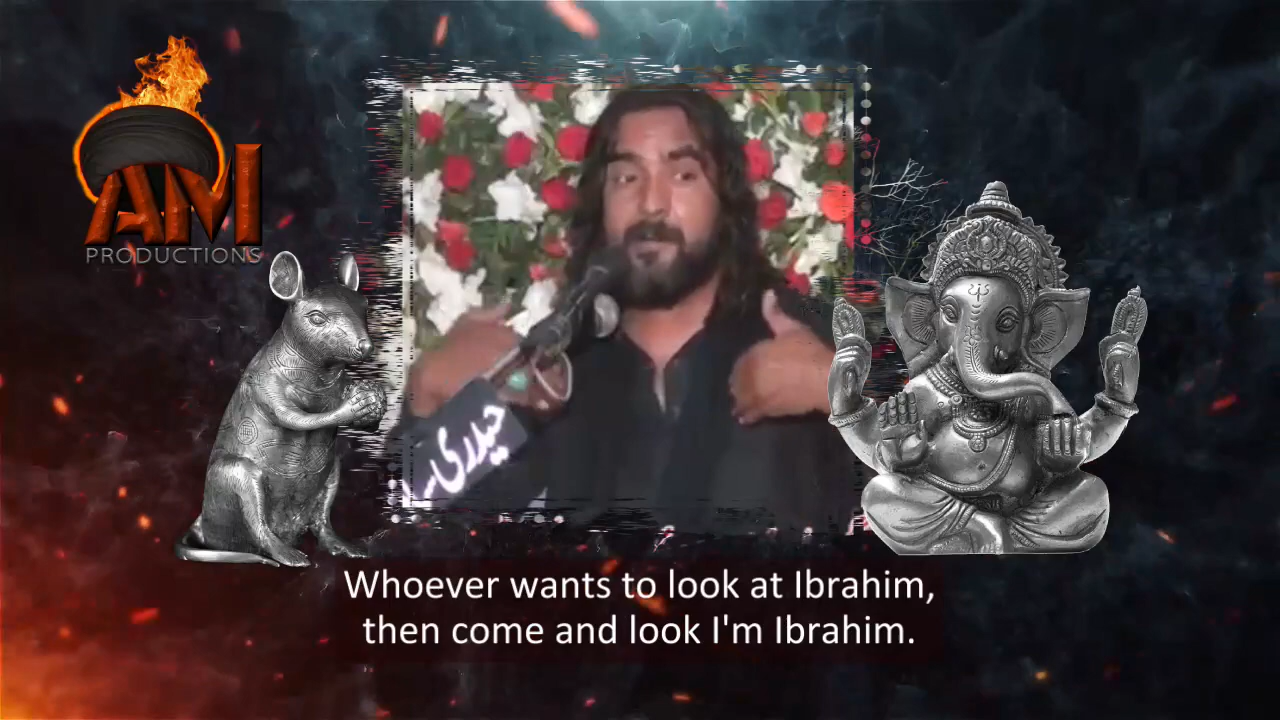 AM
PRODUCTIONS
حیدری
Whoever wants to look at Ibrahim,
then come and look I'm Ibrahim.